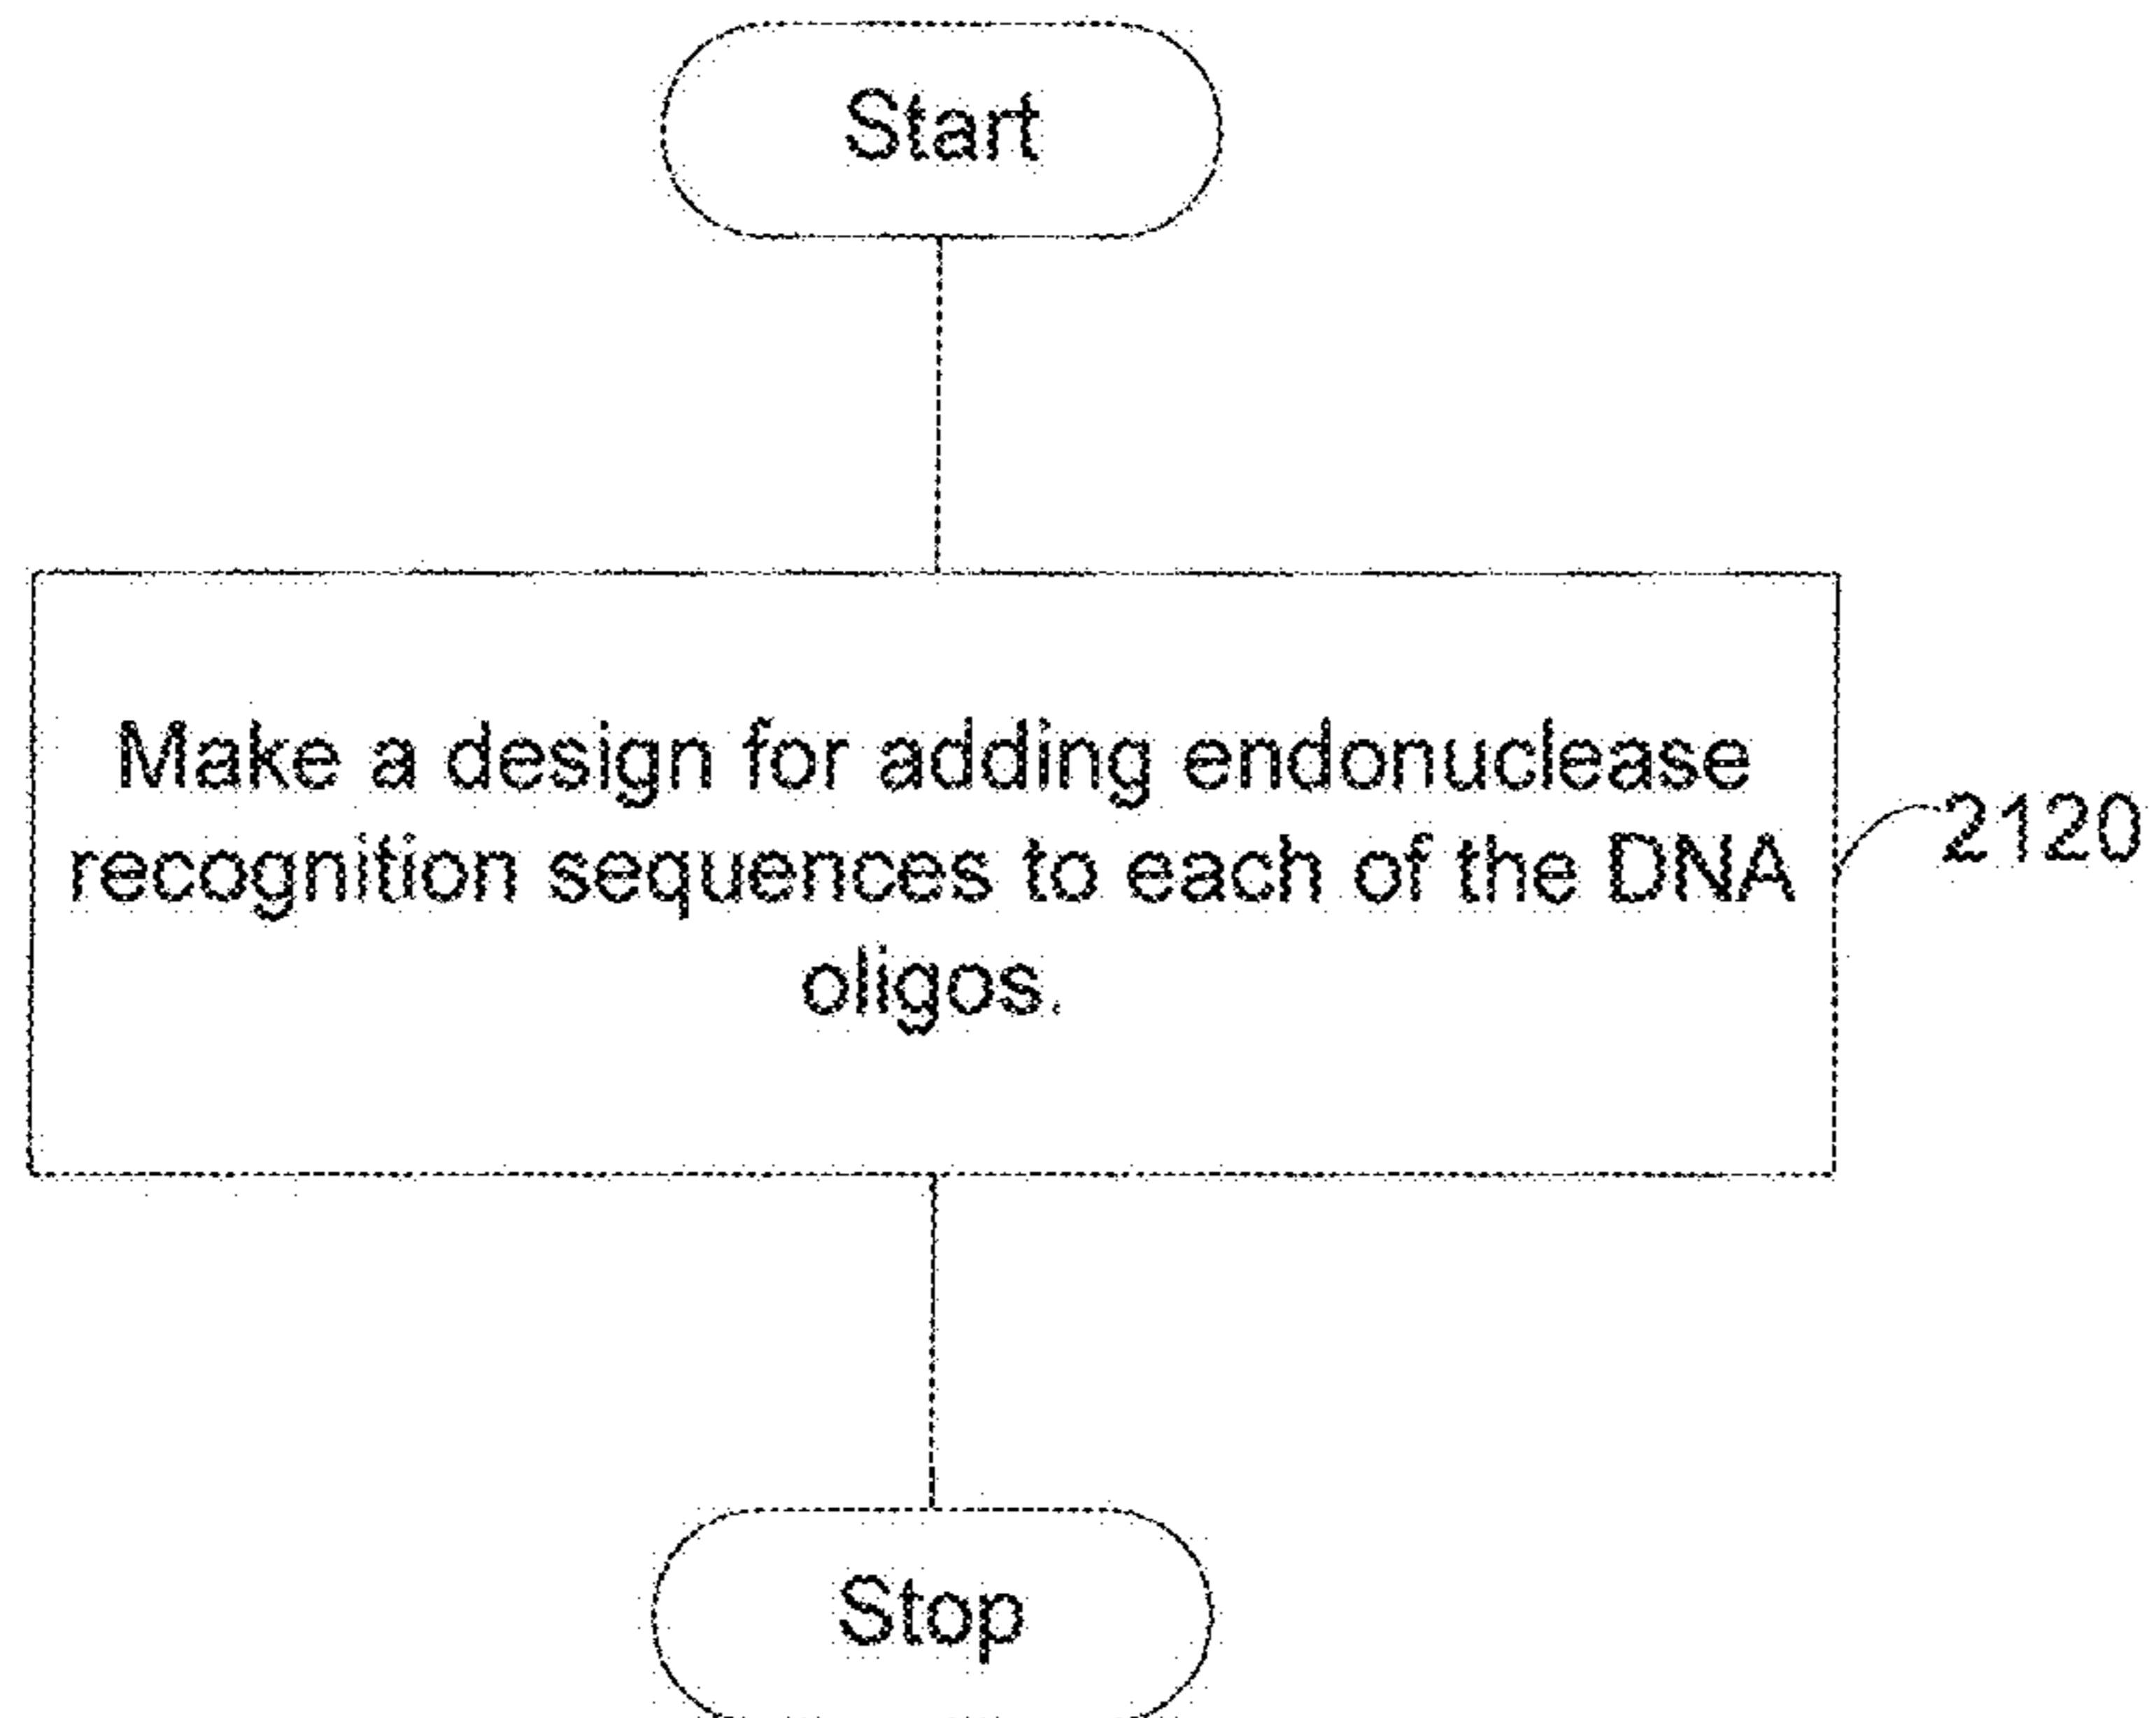 Start
Make a design for adding endonuclease
recognition sequences to each of the DNA
oligos.
2120
Stop